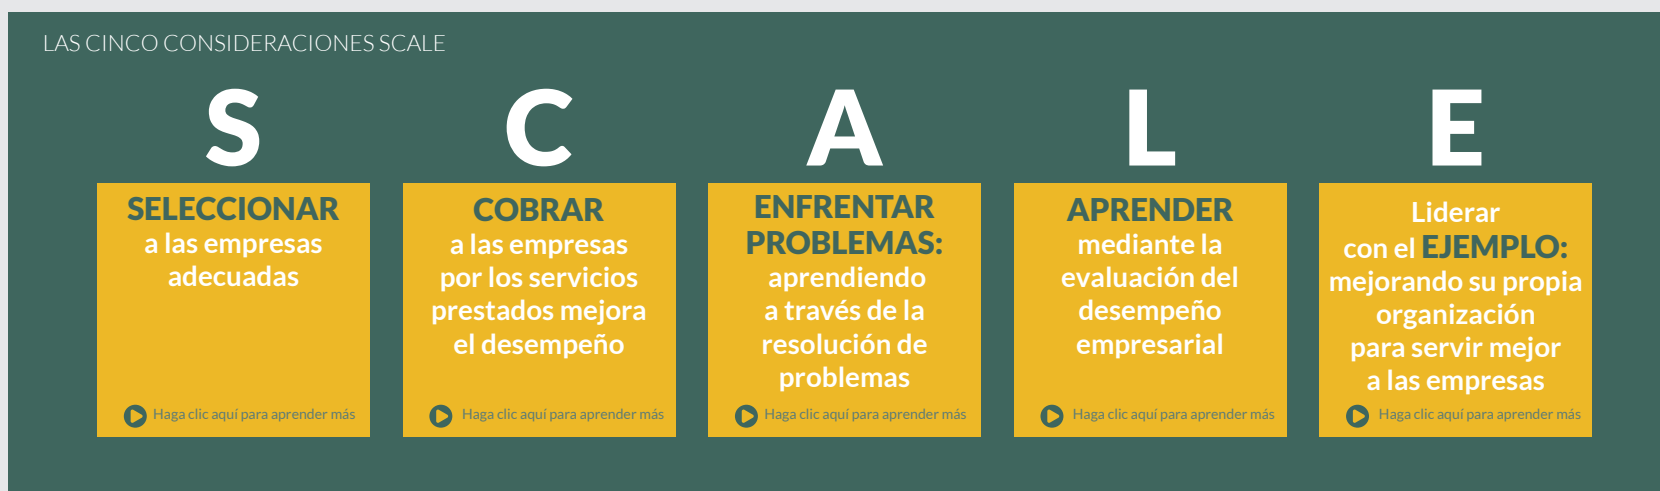 LAS CINCO CONSIDERACIONES SCALE
S
SELECCIONAR
a las empresas
adecuadas
Haga clic aquí para aprender más
C
COBRAR
a las empresas
por los servicios
prestados mejora
el desempeño
Haga clic aquí para aprender más
A
ENFRENTAR
PROBLEMAS:
aprendiendo
a través de la
resolución de
problemas
Haga clic aquí para aprender más
L
APRENDER
mediante la
evaluación del
desempeño
empresarial
Haga clic aquí para aprender más
E
Liderar
con el EJEMPLO:
mejorando su propia
organización
para servir mejor
a las empresas
Haga clic aquí para aprender más